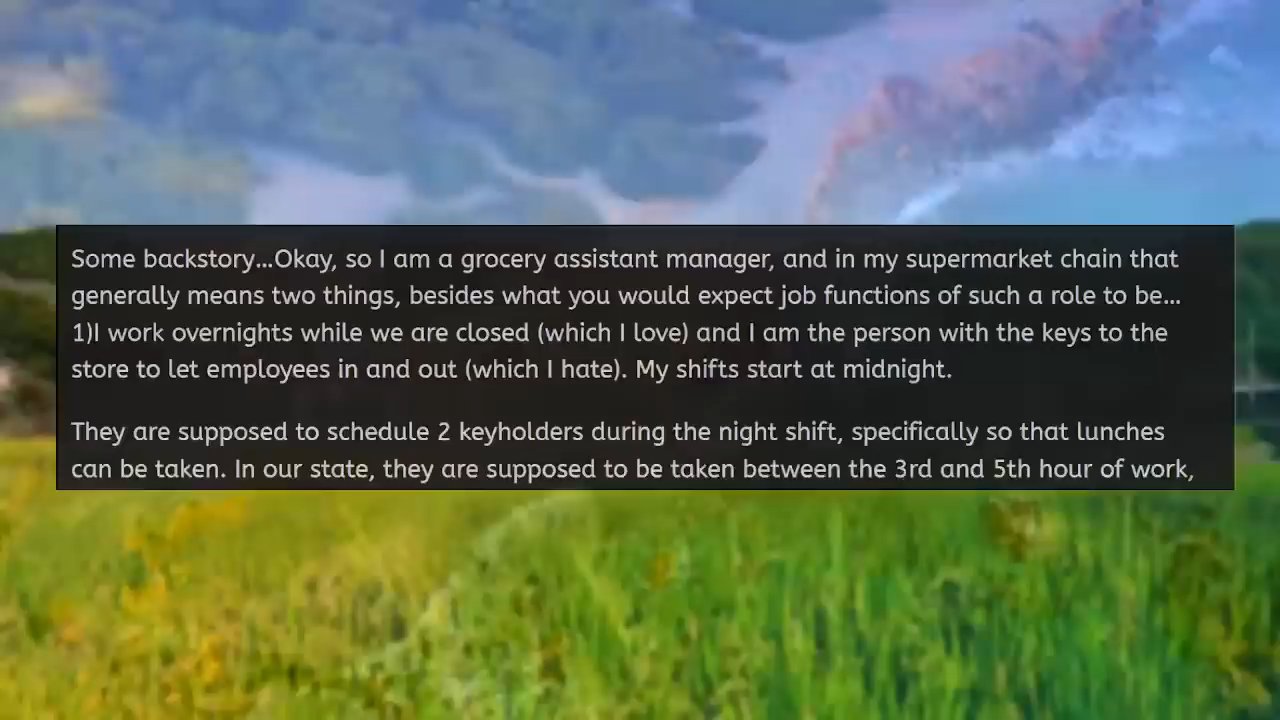 Some backstory...Okay, so I am a grocery assistant manager, and in my supermarket chain that
generally means two things, besides what you would expect job functions of such a role to be...
1)I work overnights while we are closed (which I love) and I am the person with the keys to the
store to let employees in and out (which I hate). My shifts start at midnight.
They are supposed to schedule 2 keyholders during the night shift, specifically so that lunches
can be taken. In our state, they are supposed to be taken between the 3rd and 5th hour of work,